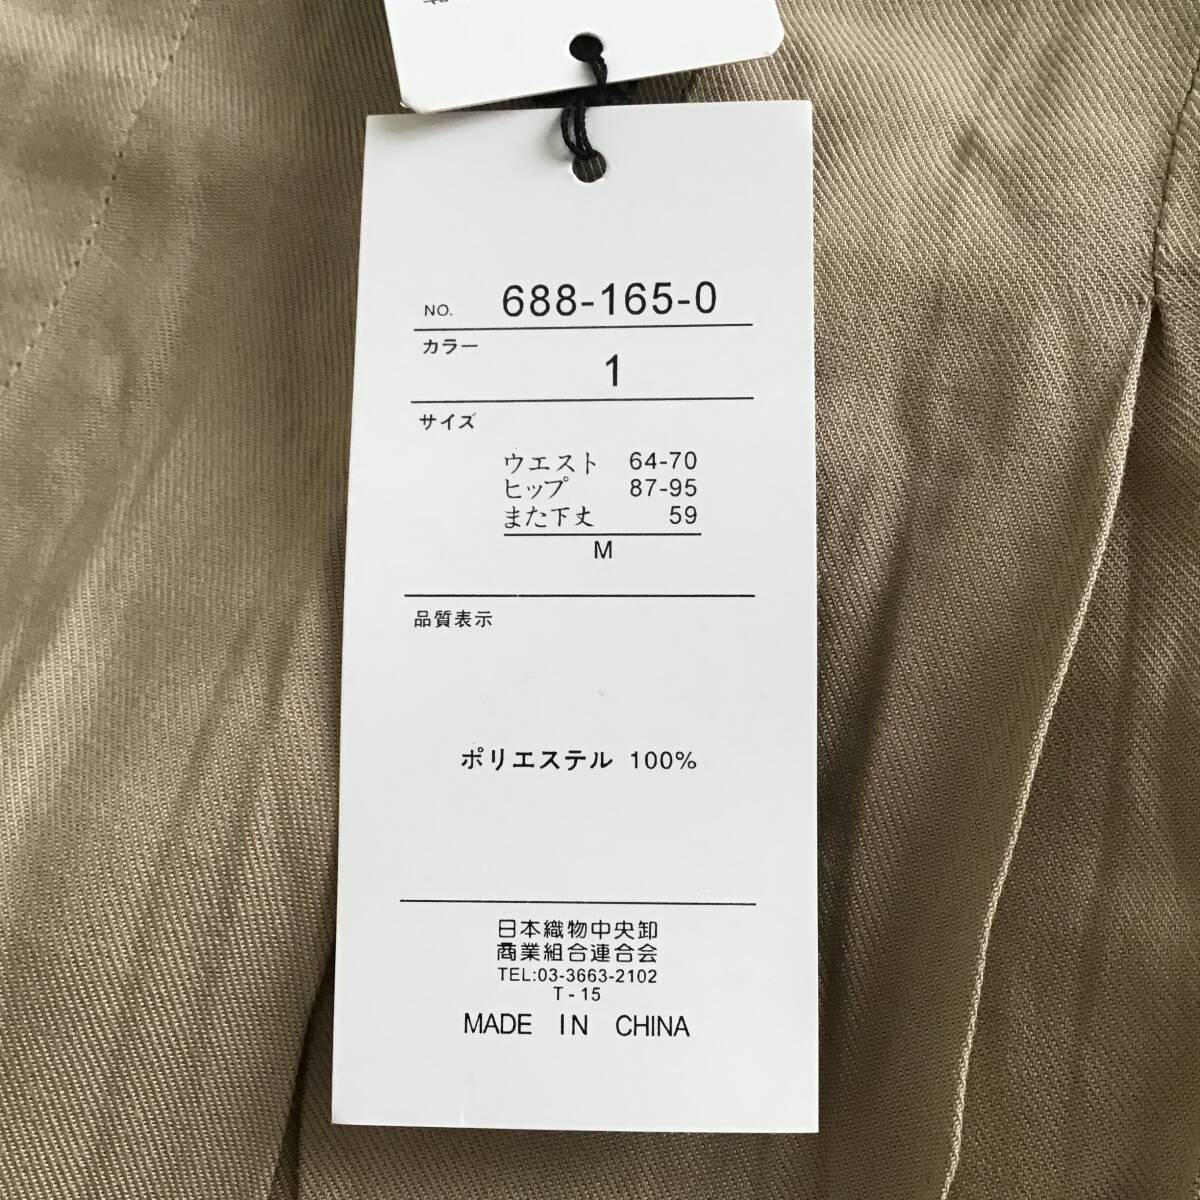 NO. 688-165-0
カラー
1
サイズ
ウエスト 64-70
ヒップ 87-95
また下丈 59
M
品質表示
ポリエステル 100%
日本織物中央卸
商業組合連合会
TEL:03-3663-2102
T-15
MADE IN CHINA